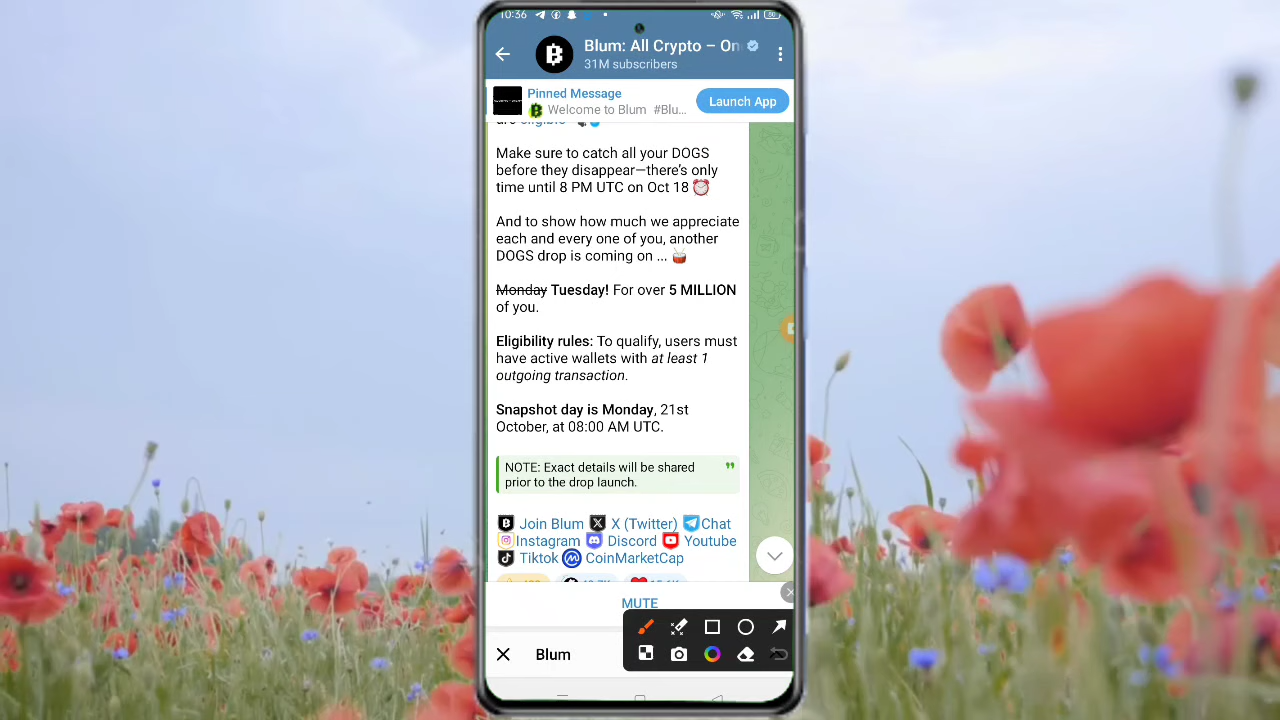 10:36
Blum: All Crypto – On
31M subscribers
Pinned Message
Welcome to Blum #Blu...
Launch App
are eligible
Make sure to catch all your DOGS
before they disappear—there's only
time until 8 PM UTC on Oct 18
And to show how much we appreciate
each and every one of you, another
DOGS drop is coming on ...
Monday Tuesday! For over 5 MILLION
of you.
Eligibility rules: To qualify, users must
have active wallets with at least 1
outgoing transaction.
Snapshot day is Monday, 21st
October, at 08:00 AM UTC.
NOTE: Exact details will be shared
prior to the drop launch.
Join Blum X (Twitter) Chat
Instagram Discord Youtube
Tiktok CoinMarketCap
MUTE
Blum